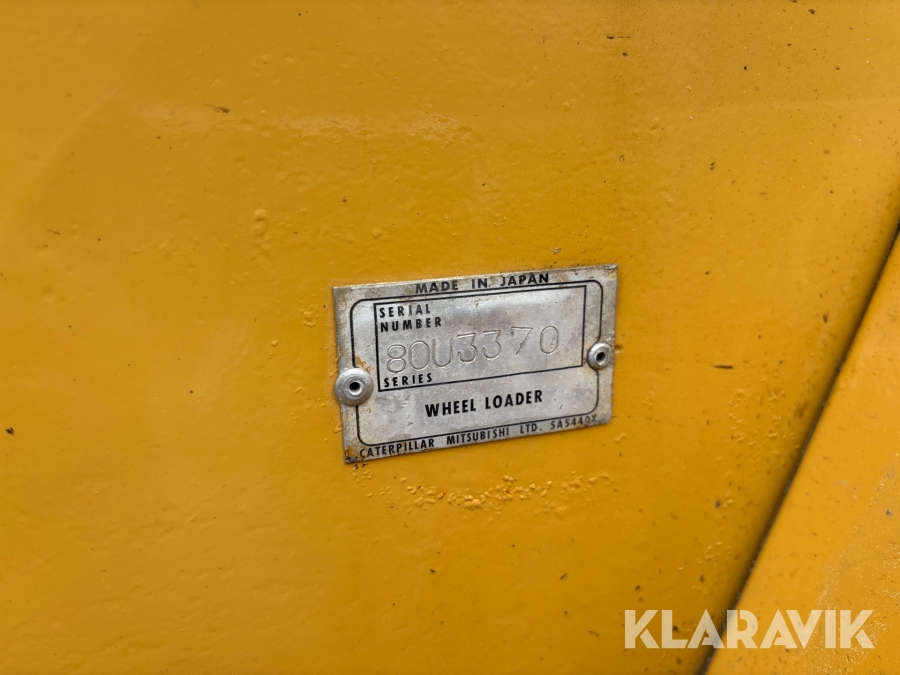 MADE IN JAPAN
SERIAL
NUMBER
80U3370
SERIES
WHEEL LOADER
CATERPILLAR MITSUBISHI LTD. 5A5440X
KLARAVIK